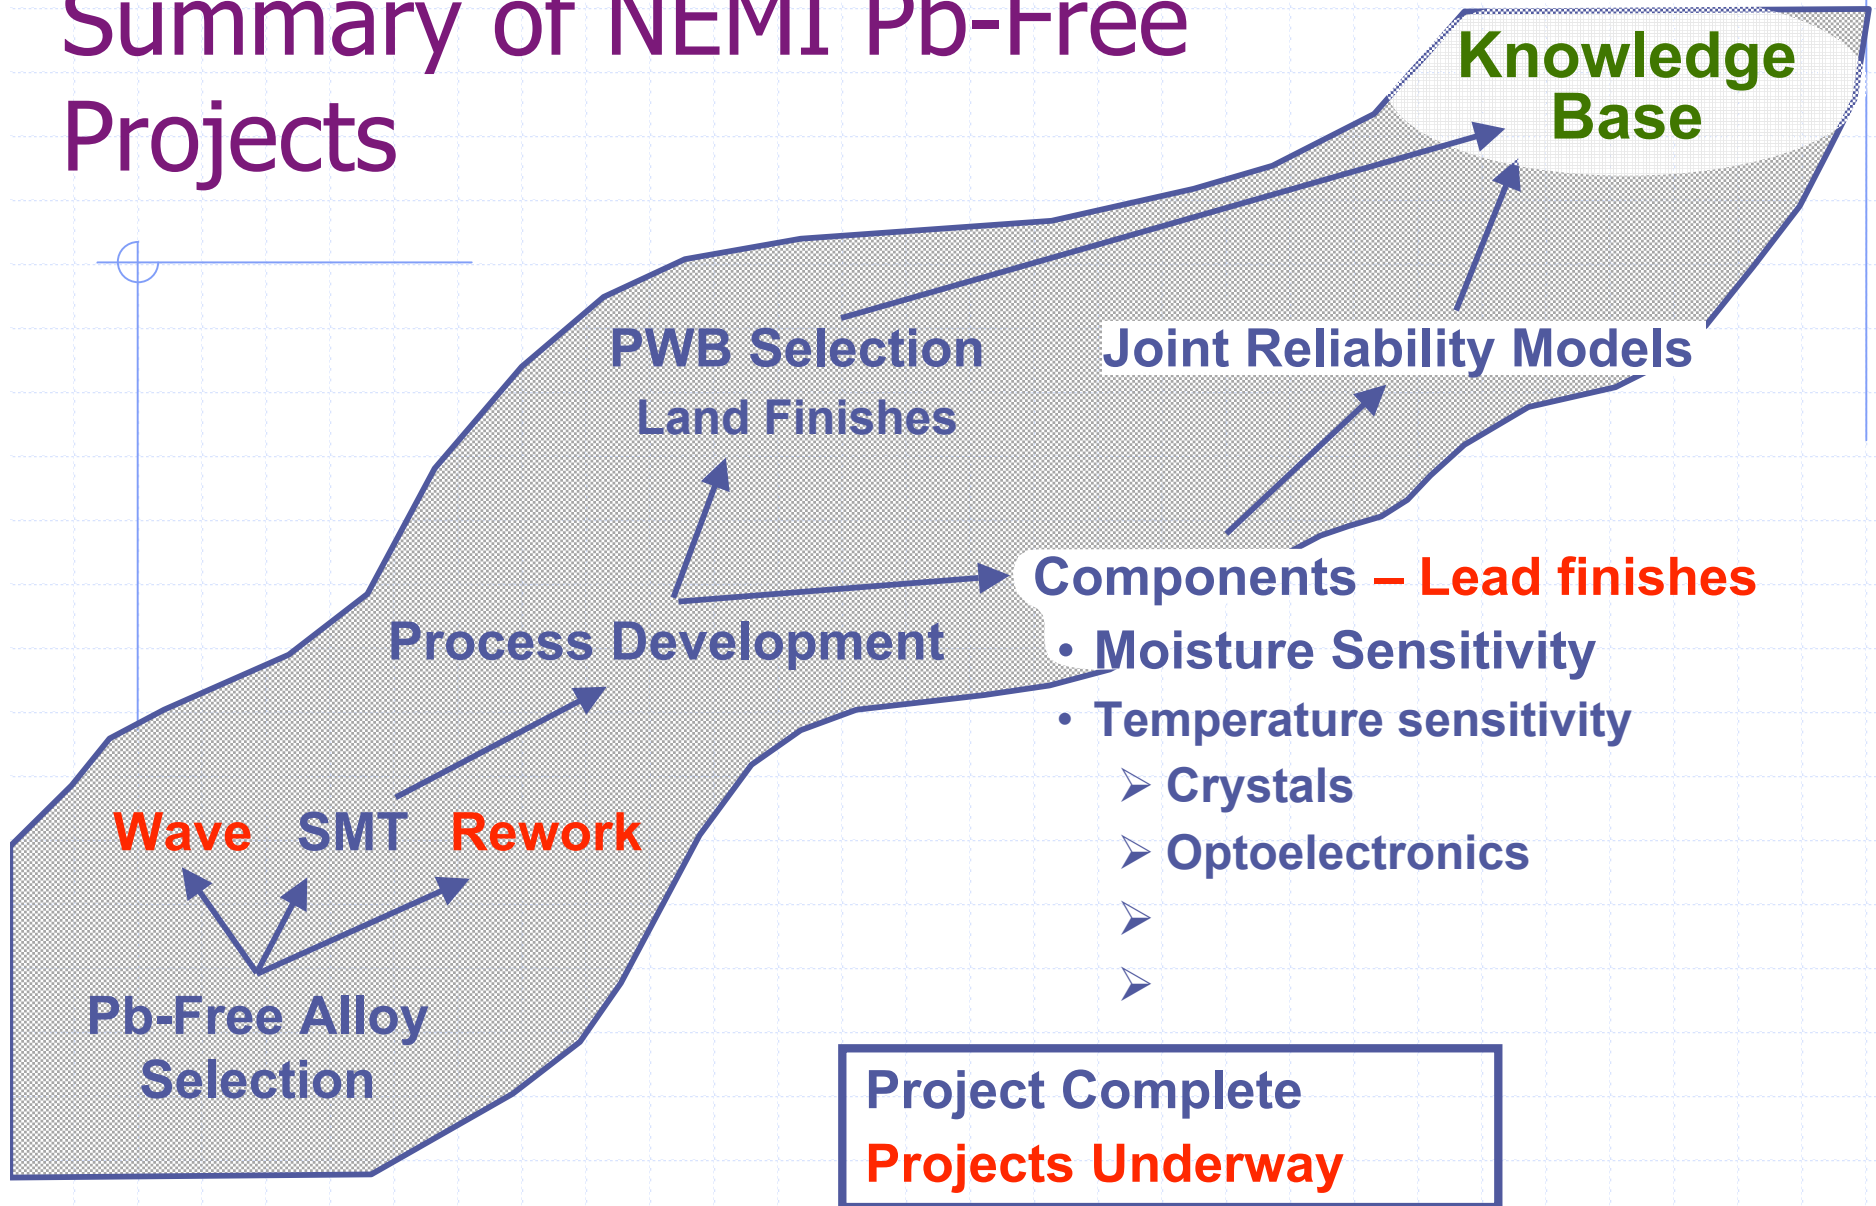 Summary of NEMI Pb-Free
Projects
Knowledge
Base
PWB Selection
Land Finishes
Joint Reliability Models
Components – Lead finishes
• Moisture Sensitivity
• Temperature sensitivity
➢ Crystals
➢ Optoelectronics
➢
➢
Process Development
Wave SMT Rework
Pb-Free Alloy
Selection
Project Complete
Projects Underway